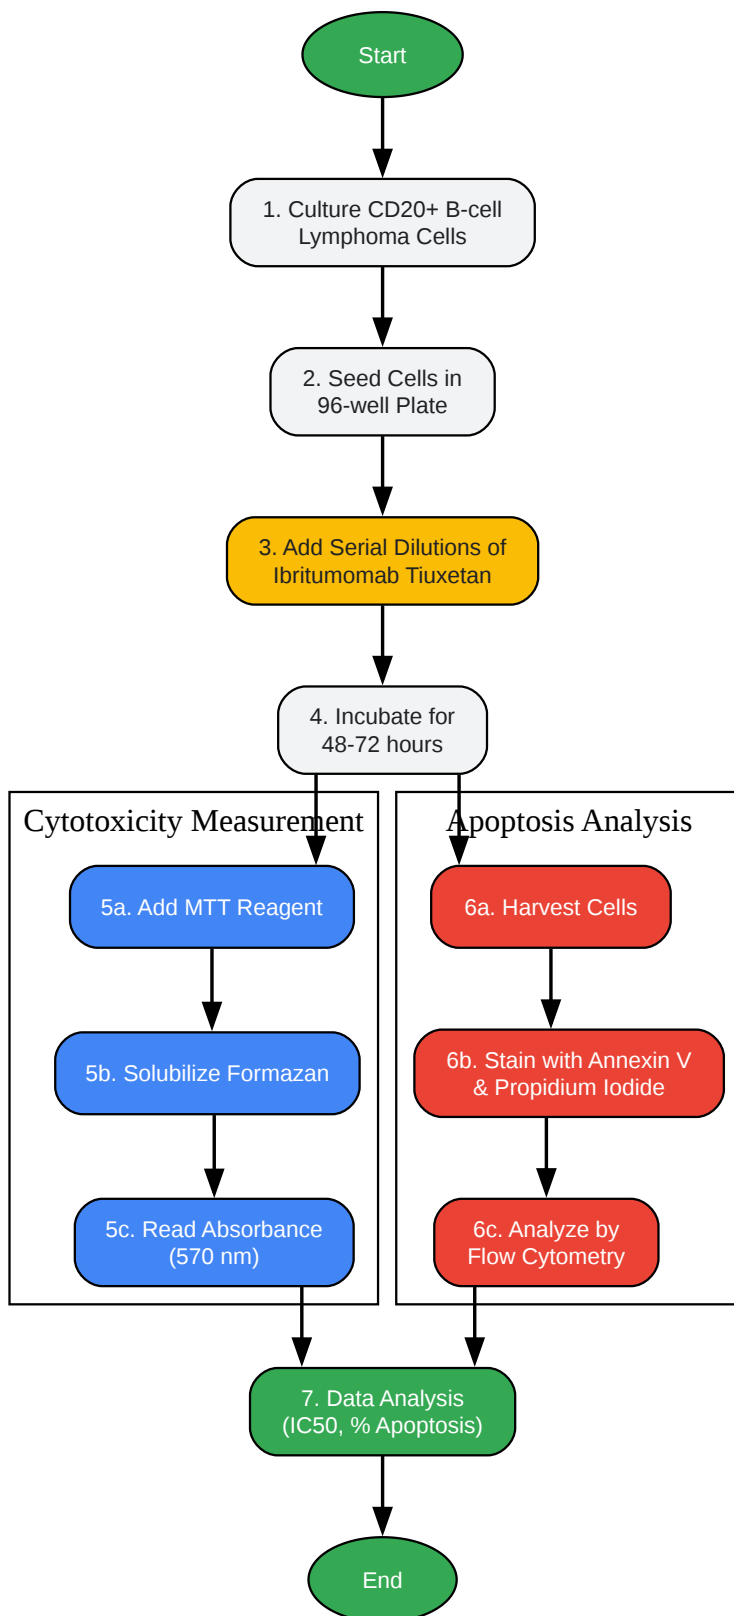 Start
1. Culture CD20+ B-cell
Lymphoma Cells
2. Seed Cells in
96-well Plate
3. Add Serial Dilutions of
Ibritumomab Tiuxetan
4. Incubate for
48-72 hours
Cytotoxicity Measurement
5a. Add MTT Reagent
5b. Solubilize Formazan
5c. Read Absorbance
(570 nm)
Apoptosis Analysis
6a. Harvest Cells
6b. Stain with Annexin V
& Propidium Iodide
6c. Analyze by
Flow Cytometry
7. Data Analysis
(IC50, % Apoptosis)
End